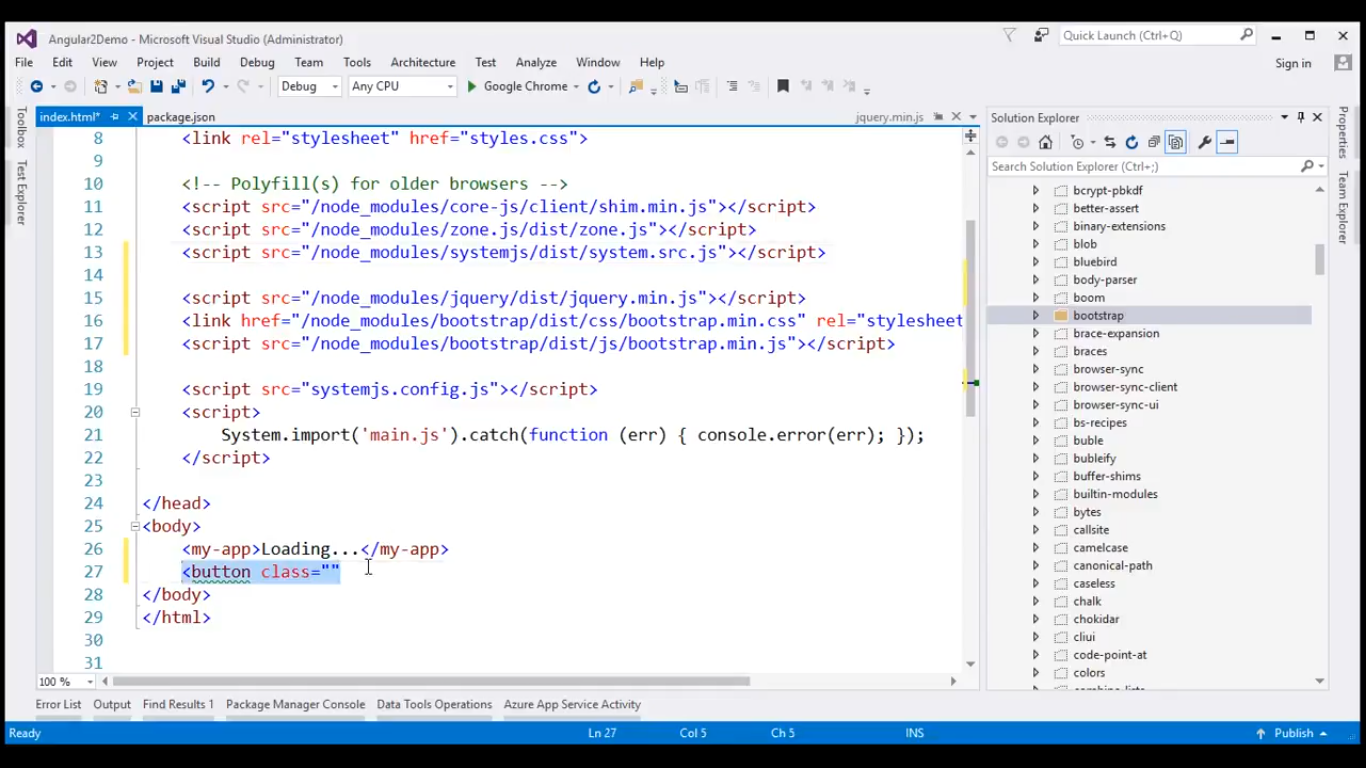 Angular2Demo - Microsoft Visual Studio (Administrator)
Quick Launch (Ctrl+Q)
File Edit View Project Build Debug Team Tools Architecture Test Analyze Window Help
Sign in
Debug Any CPU Google Chrome
Toolbox
Test Explorer
index.html* package.json jquery.min.js
8 <link rel="stylesheet" href="styles.css">
9
10 <!-- Polyfill(s) for older browsers -->
11 <script src="/node_modules/core-js/client/shim.min.js"></script>
12 <script src="/node_modules/zone.js/dist/zone.js"></script>
13 <script src="/node_modules/systemjs/dist/system.src.js"></script>
14
15 <script src="/node_modules/jquery/dist/jquery.min.js"></script>
16 <link href="/node_modules/bootstrap/dist/css/bootstrap.min.css" rel="stylesheet
17 <script src="/node_modules/bootstrap/dist/js/bootstrap.min.js"></script>
18
19 <script src="systemjs.config.js"></script>
20 <script>
21 System.import('main.js').catch(function (err) { console.error(err); });
22 </script>
23
24 </head>
25 <body>
26 <my-app>Loading...</my-app>
27 <button class=""
28 </body>
29 </html>
30
31
100 %
Solution Explorer
Search Solution Explorer (Ctrl+;)
bcrypt-pbkdf
better-assert
binary-extensions
blob
bluebird
body-parser
boom
bootstrap
brace-expansion
braces
browser-sync
browser-sync-client
browser-sync-ui
bs-recipes
buble
bubleify
buffer-shims
builtin-modules
bytes
callsite
camelcase
canonical-path
caseless
chalk
chokidar
cliui
code-point-at
colors
Properties
Team Explorer
Error List Output Find Results 1 Package Manager Console Data Tools Operations Azure App Service Activity
Ready Ln 27 Col 5 Ch 5 INS Publish